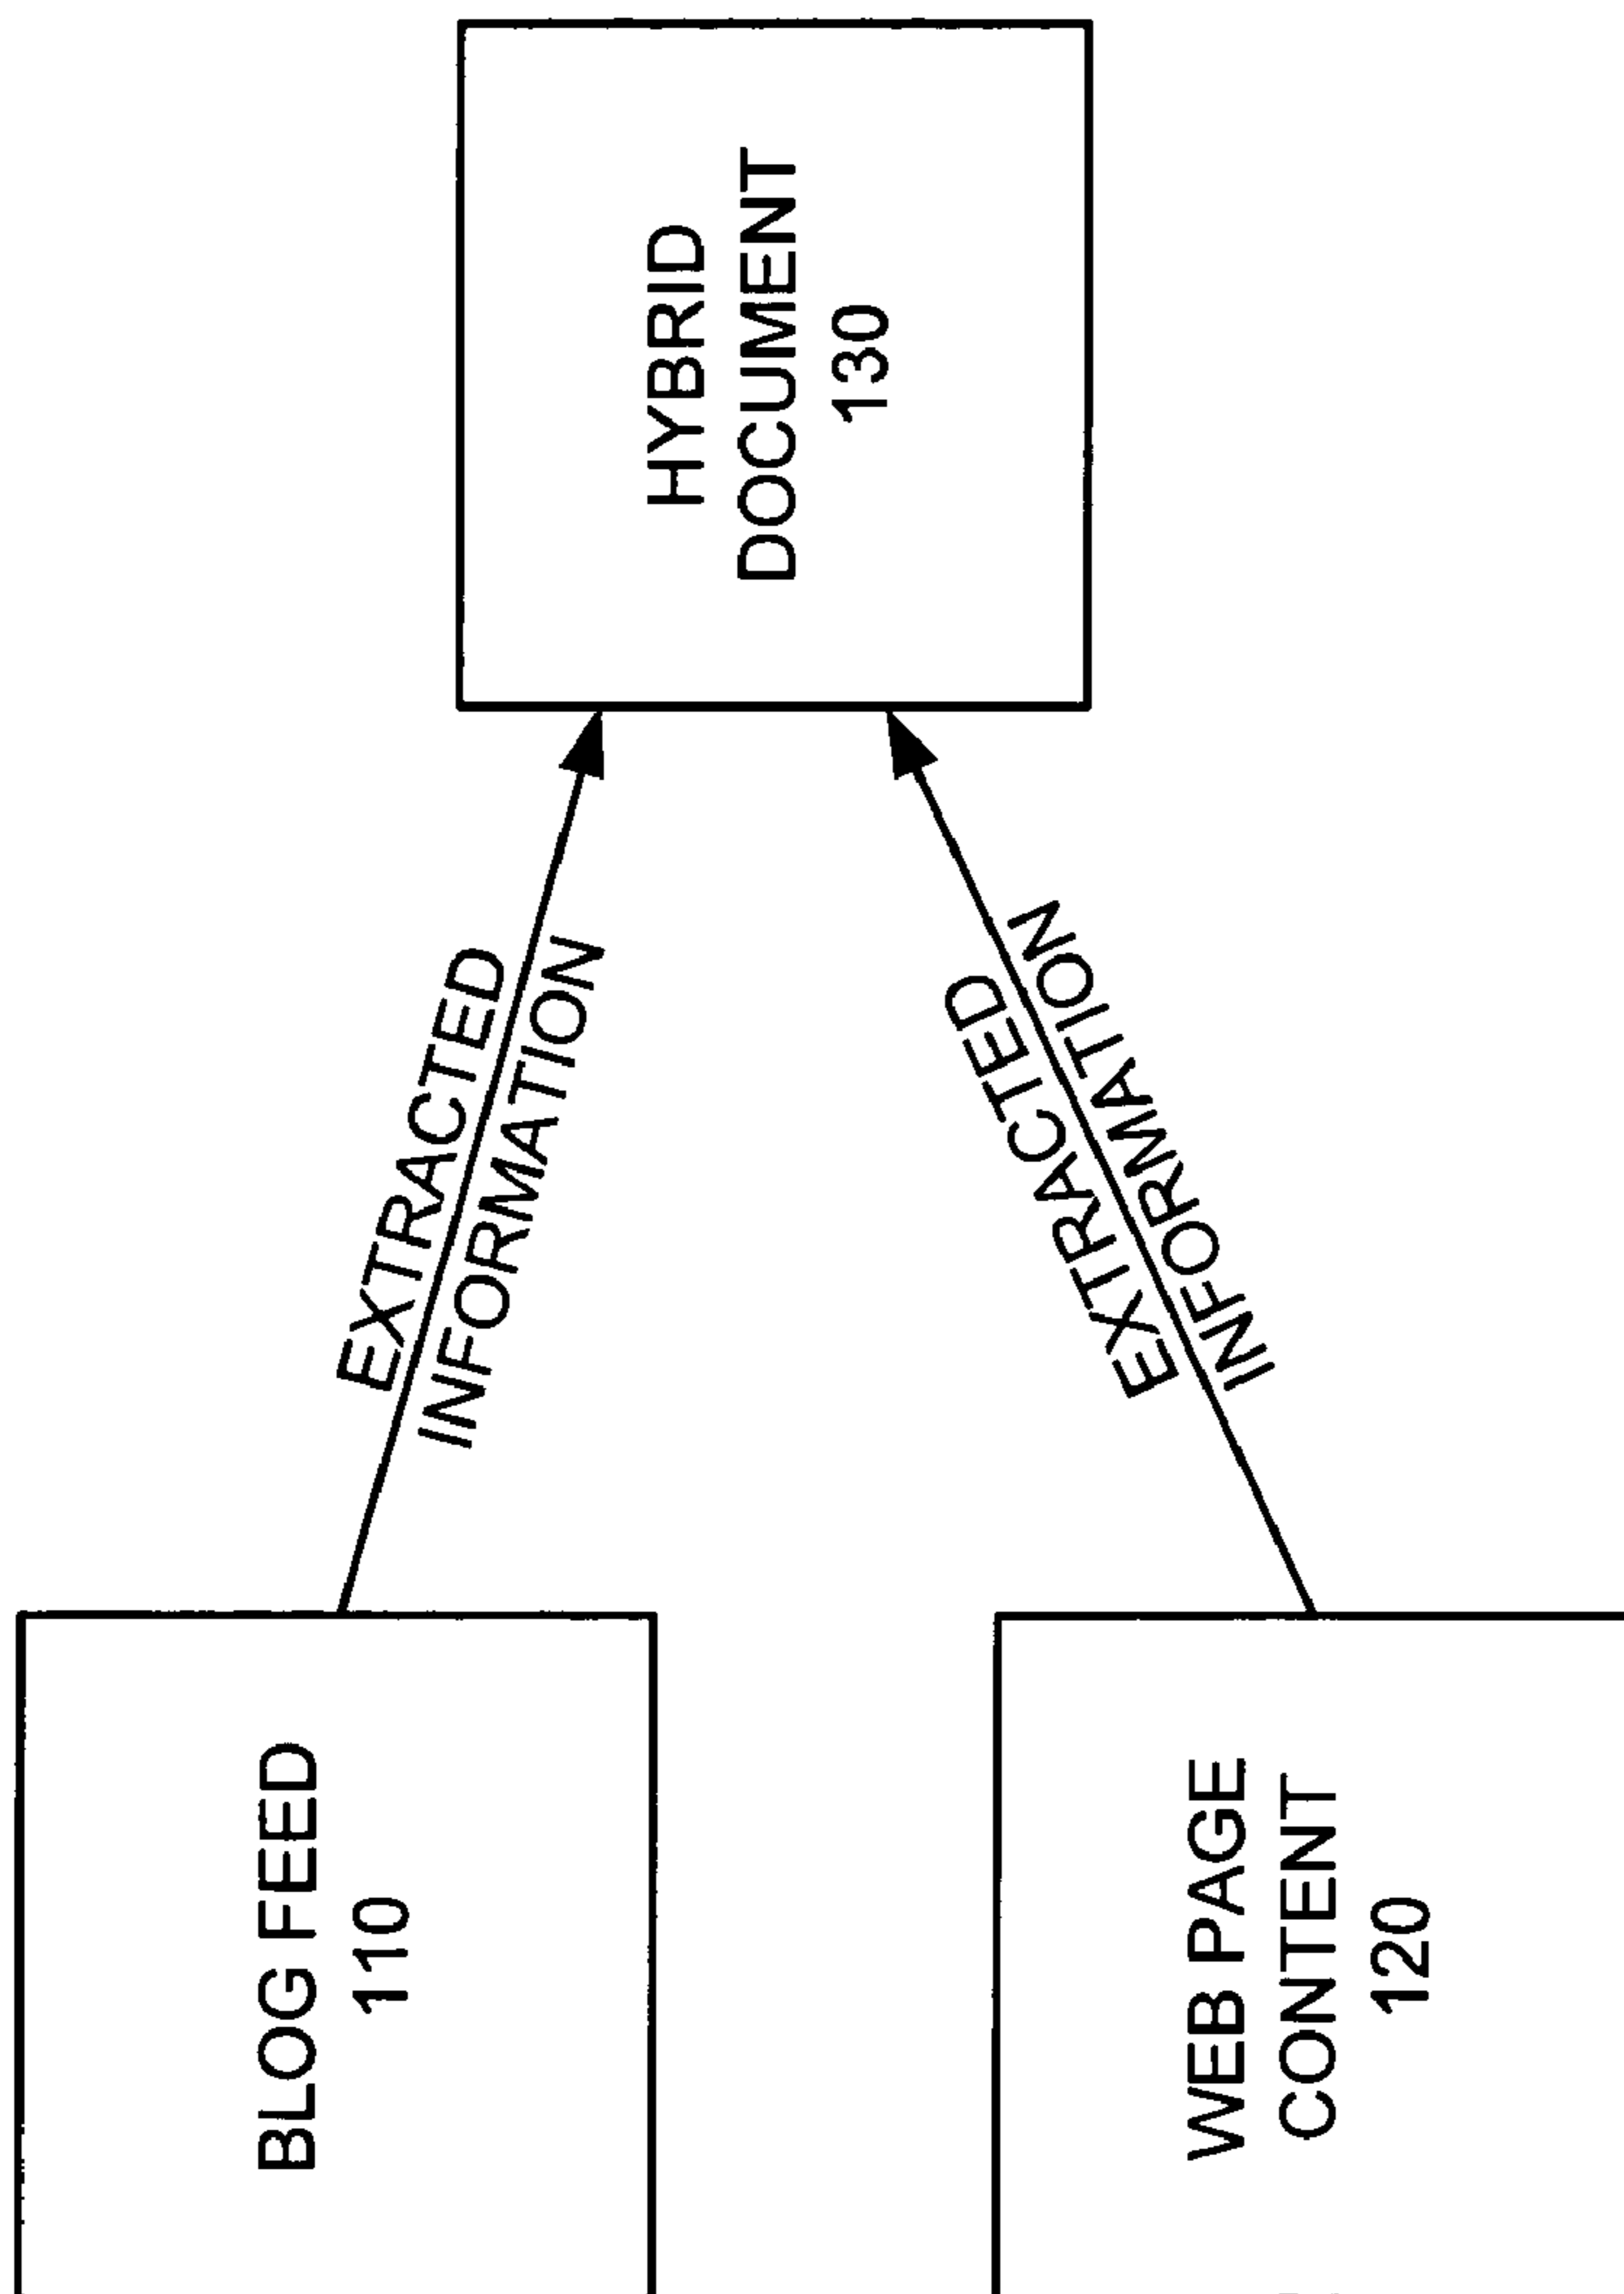 BLOG FEED
110
EXTRACTED
INFORMATION
HYBRID
DOCUMENT
130
WEB PAGE
CONTENT
120
EXTRACTED
INFORMATION